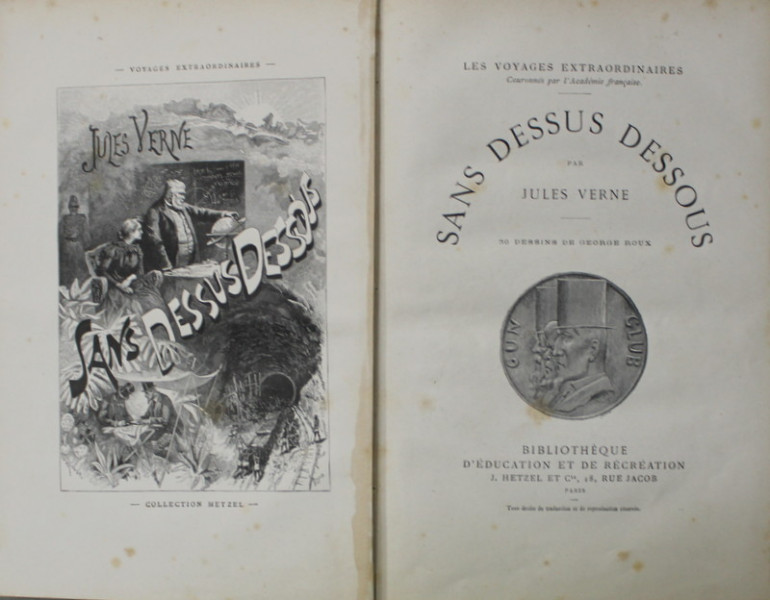 — VOYAGES EXTRAORDINAIRES —
JULES VERNE
SANS DESSUS DESSOUS
— COLLECTION HETZEL —
LES VOYAGES EXTRAORDINAIRES
Couronnés par l'Académie française.
SANS DESSUS DESSOUS
PAR
JULES VERNE
DESSINS DE GEORGE ROUX
GUN CLUB
BIBLIOTHÈQUE
D'ÉDUCATION ET DE RÉCRÉATION
J. HETZEL ET Cie, 18, RUE JACOB
PARIS
Tous droits de traduction et de reproduction réservés.